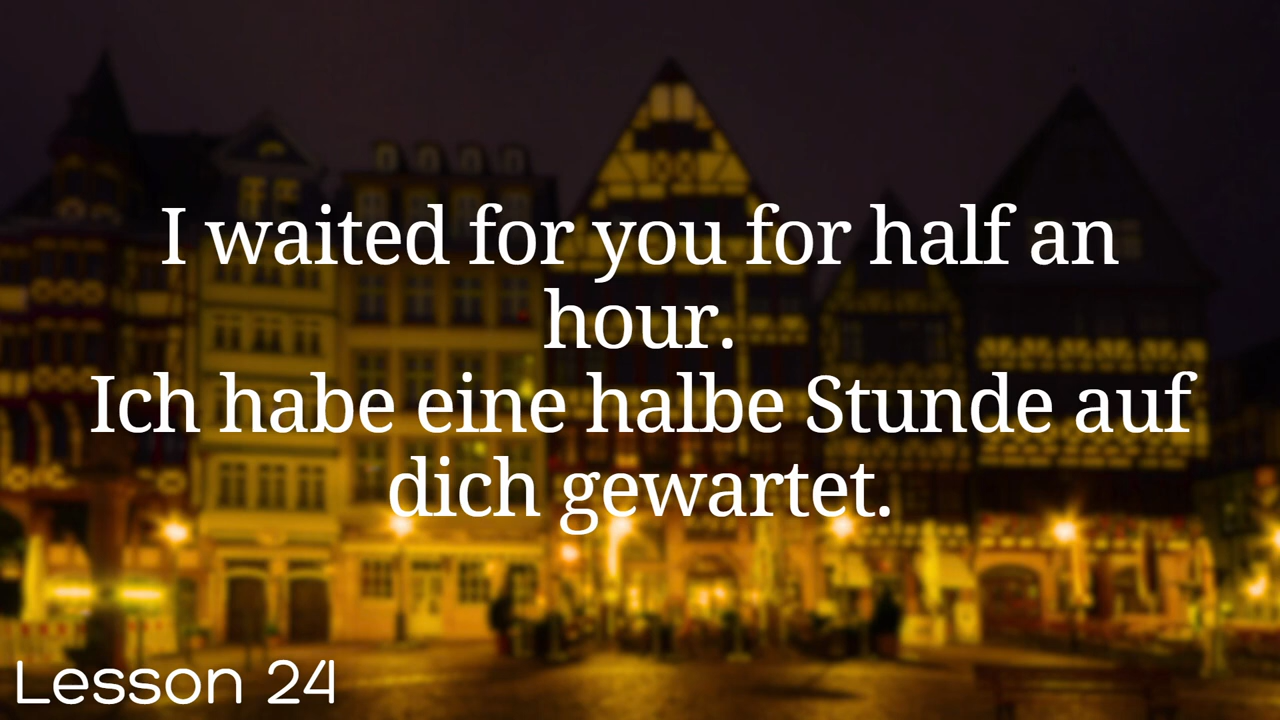 I waited for you for half an
hour.
Ich habe eine halbe Stunde auf
dich gewartet.
Lesson 24